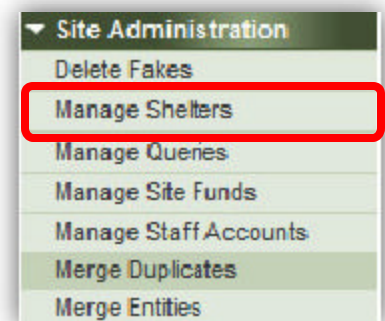 Site Administration
Delete Fakes
Manage Shelters
Manage Queries
Manage Site Funds
Manage Staff Accounts
Merge Duplicates
Merge Entities